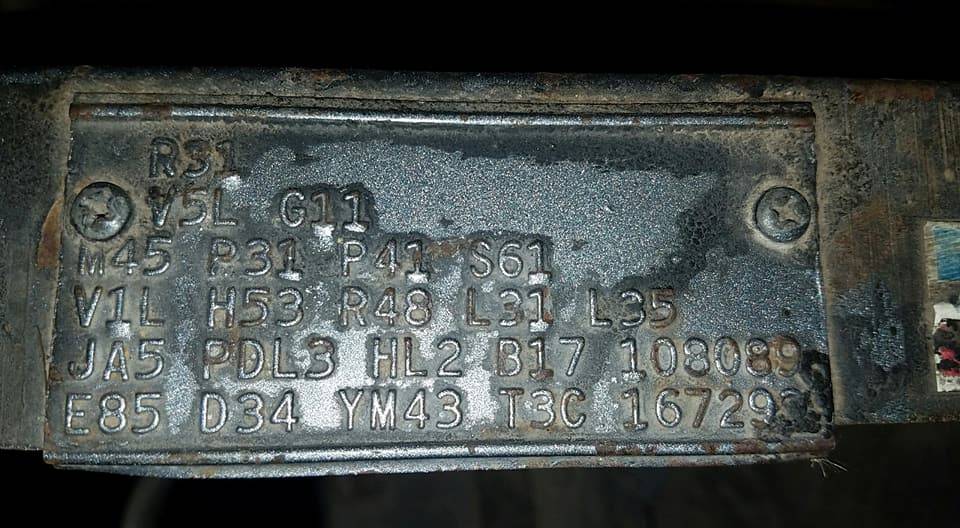 R31
V5L G11
M45 P31 P41 S61
V1L H53 R48 L31 L35
JA5 PDL3 HL2 B17 108089
E85 D34 YM43 T3C